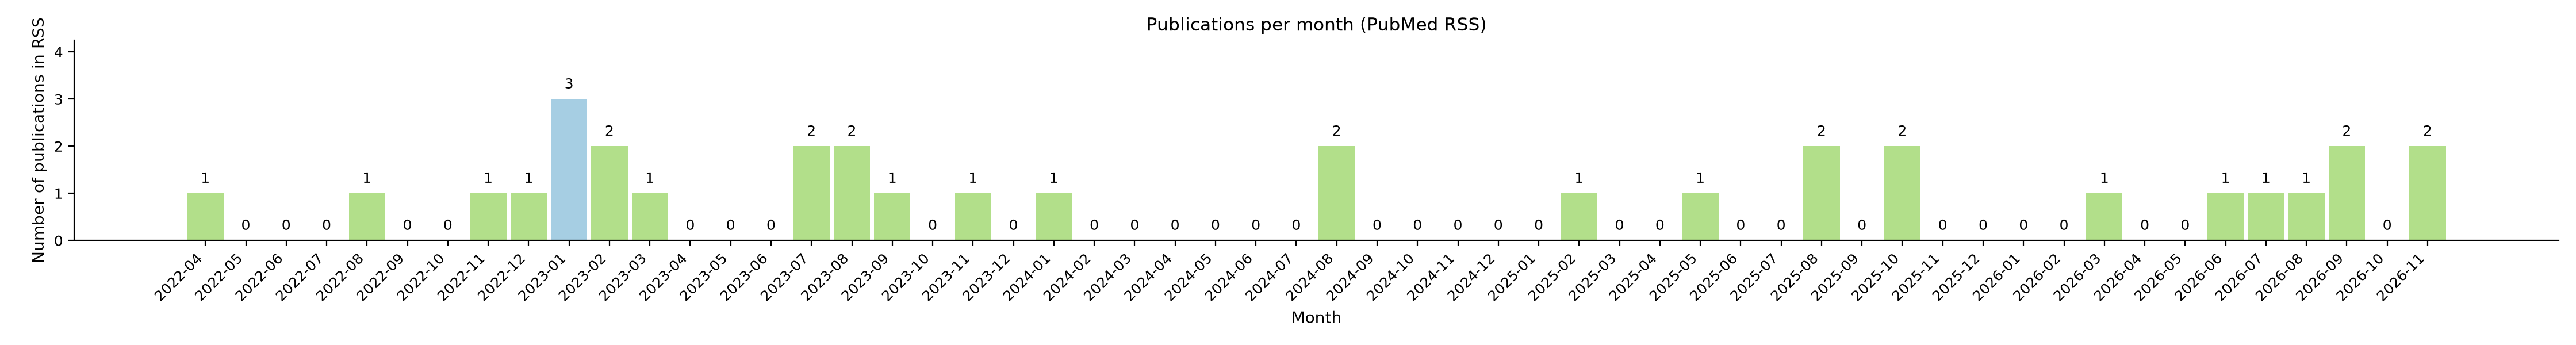 Publications per month (PubMed RSS)
Number of publications in RSS
4
3
2
1
0
1 0 0 0 1 0 0 1 1 3 2 1 0 0 0 2 2 1 0 1 0 1 0 0 0 0 0 0 2 0 0 0 0 0 1 0 0 1 0 0 2 0 2 0 0 0 0 1 0 0 1 1 1 2 0 2
2022-04 2022-05 2022-06 2022-07 2022-08 2022-09 2022-10 2022-11 2022-12 2023-01 2023-02 2023-03 2023-04 2023-05 2023-06 2023-07 2023-08 2023-09 2023-10 2023-11 2023-12 2024-01 2024-02 2024-03 2024-04 2024-05 2024-06 2024-07 2024-08 2024-09 2024-10 2024-11 2024-12 2025-01 2025-02 2025-03 2025-04 2025-05 2025-06 2025-07 2025-08 2025-09 2025-10 2025-11 2025-12 2026-01 2026-02 2026-03 2026-04 2026-05 2026-06 2026-07 2026-08 2026-09 2026-10 2026-11
Month